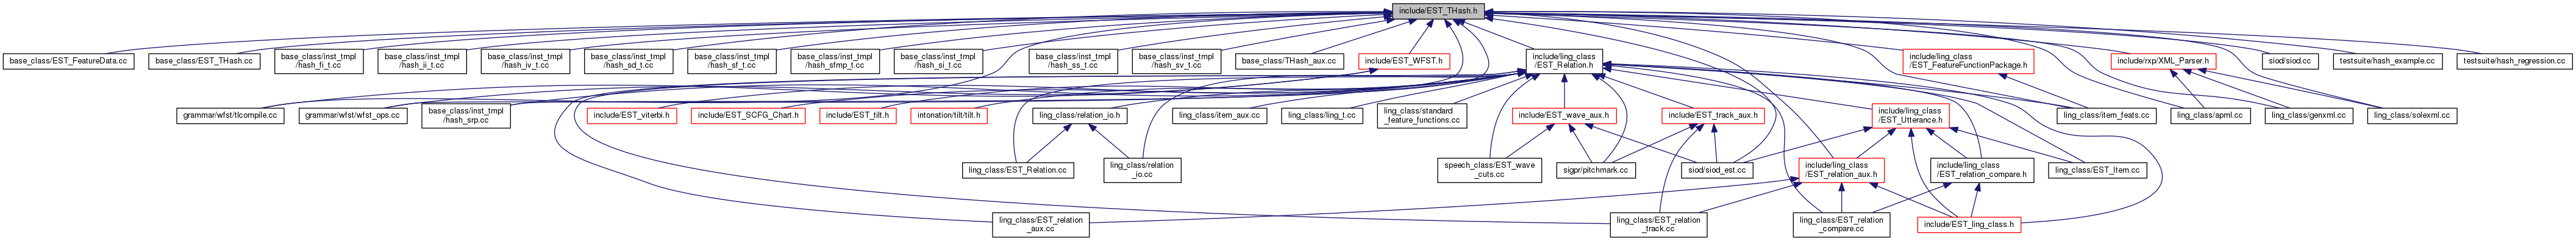 include/EST_THash.h
base_class/EST_FeatureData.cc
base_class/EST_THash.cc
base_class/inst_tmpl
/hash_fi_t.cc
base_class/inst_tmpl
/hash_ii_t.cc
base_class/inst_tmpl
/hash_iv_t.cc
base_class/inst_tmpl
/hash_sd_t.cc
base_class/inst_tmpl
/hash_sf_t.cc
base_class/inst_tmpl
/hash_sfmp_t.cc
base_class/inst_tmpl
/hash_si_t.cc
base_class/inst_tmpl
/hash_ss_t.cc
base_class/inst_tmpl
/hash_sv_t.cc
base_class/THash_aux.cc
include/EST_WFST.h
include/ling_class
/EST_Relation.h
include/ling_class
/EST_FeatureFunctionPackage.h
include/rxp/XML_Parser.h
siod/siod.cc
testsuite/hash_example.cc
testsuite/hash_regression.cc
grammar/wfst/tlcompile.cc
grammar/wfst/wfst_ops.cc
base_class/inst_tmpl
/hash_srp.cc
include/EST_viterbi.h
include/EST_SCFG_Chart.h
include/EST_tilt.h
intonation/tilt/tilt.h
ling_class/relation_io.h
ling_class/item_aux.cc
ling_class/ling_t.cc
ling_class/standard
_feature_functions.cc
include/EST_wave_aux.h
include/EST_track_aux.h
include/ling_class
/EST_Utterance.h
ling_class/item_feats.cc
ling_class/apml.cc
ling_class/genxml.cc
ling_class/solexml.cc
ling_class/EST_Relation.cc
ling_class/relation
_io.cc
speech_class/EST_wave
_cuts.cc
sigpr/pitchmark.cc
siod/siod_est.cc
include/ling_class
/EST_relation_aux.h
include/ling_class
/EST_relation_compare.h
ling_class/EST_Item.cc
ling_class/EST_relation
_aux.cc
ling_class/EST_relation
_track.cc
ling_class/EST_relation
_compare.cc
include/EST_ling_class.h